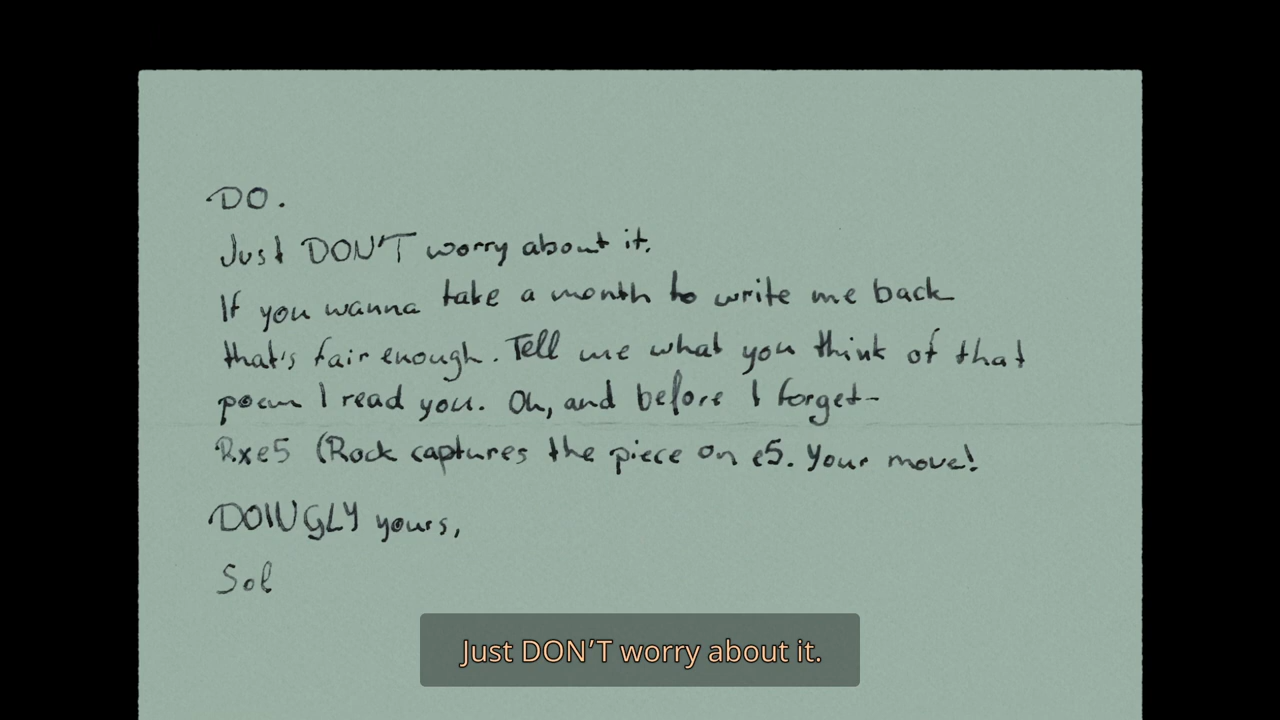 DO.
Just DON'T worry about it.
If you wanna take a month to write me back
that's fair enough. Tell me what you think of that
poem I read you. Oh, and before I forget-
Rxe5 (Rock captures the piece on e5. Your move!
DOINGLY yours,
Sol
Just DON'T worry about it.